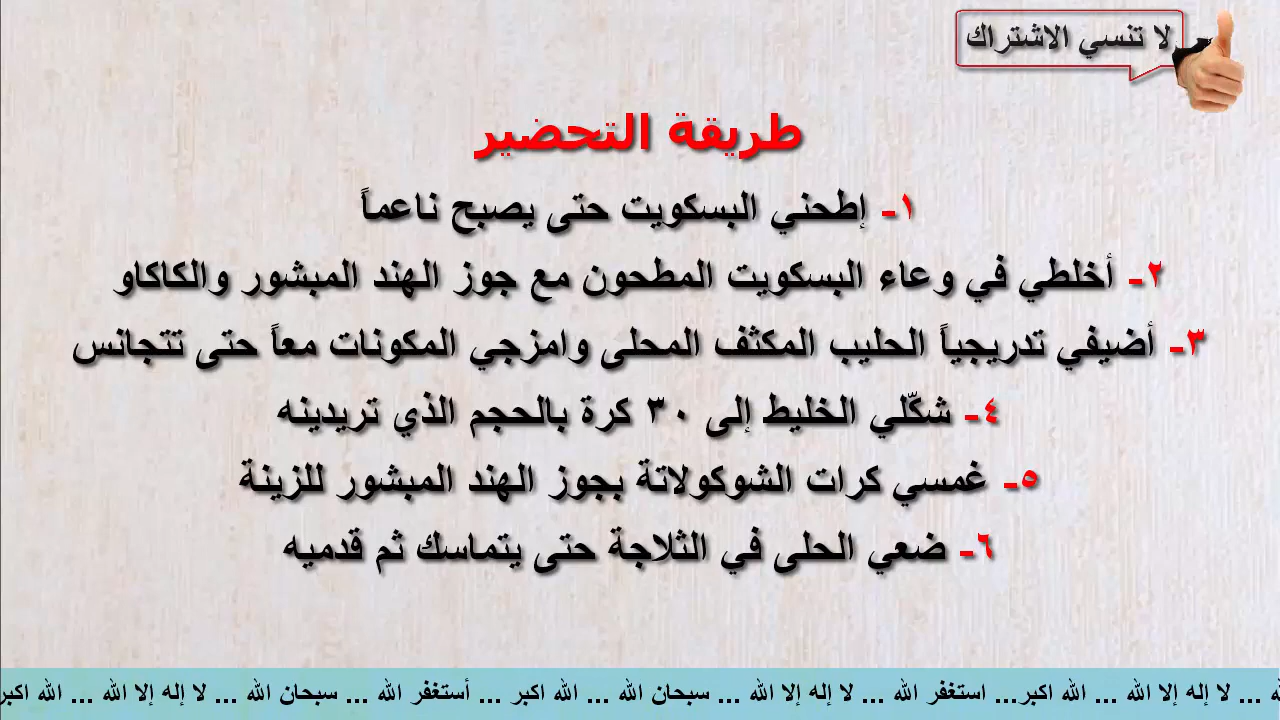 لا تنسي الاشتراك
طريقة التحضير
١- إطحني البسكويت حتى يصبح ناعماً
٢- أخلطي في وعاء البسكويت المطحون مع جوز الهند المبشور والكاكاو
٣- أضيفي تدريجياً الحليب المكثف المحلى وامزجي المكونات معاً حتى تتجانس
٤- شكّلي الخليط إلى ٣٠ كرة بالحجم الذي تريدينه
٥- غمسي كرات الشوكولاتة بجوز الهند المبشور للزينة
٦- ضعي الحلى في الثلاجة حتى يتماسك ثم قدميه
... لا إله إلا الله ... الله اكبر... استغفر الله ... لا إله إلا الله ... سبحان الله ... الله اكبر ... أستغفر الله ... سبحان الله ... لا إله إلا الله ... الله اكبر